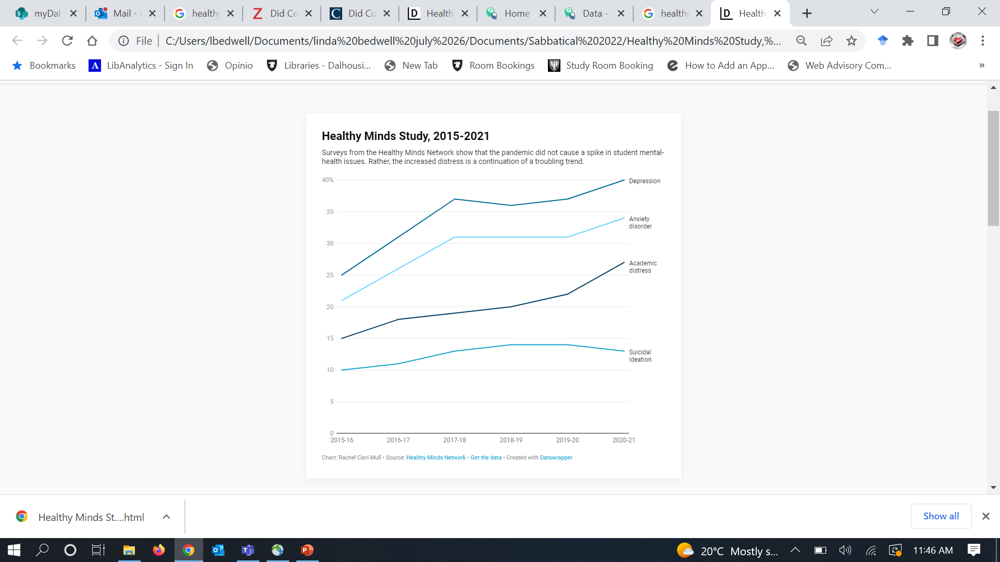 myDal
Mail - L
healthy
Did Co
Did Co
Health
Home
Data -
healthy
Health
File
C:/Users/lbedwell/Documents/linda%20bedwell%20july%2026/Documents/Sabbatical%202022/Healthy%20Minds%20Study,%...
Bookmarks
LibAnalytics - Sign In
Opinio
Libraries - Dalhousi...
New Tab
Room Bookings
Study Room Booking
How to Add an App...
Web Advisory Com...
»
Healthy Minds Study, 2015-2021
Surveys from the Healthy Minds Network show that the pandemic did not cause a spike in student mental-
health issues. Rather, the increased distress is a continuation of a troubling trend.
40%
Depression
35
Anxiety
disorder
30
Academic
distress
25
20
15
Suicidal
ideation
10
5
0
2015-16
2016-17
2017-18
2018-19
2019-20
2020-21
Chart: Rachel Cieri Mull • Source: Healthy Minds Network • Get the data • Created with Datawrapper
Healthy Minds St....html
Show all
20°C Mostly s...
11:46 AM